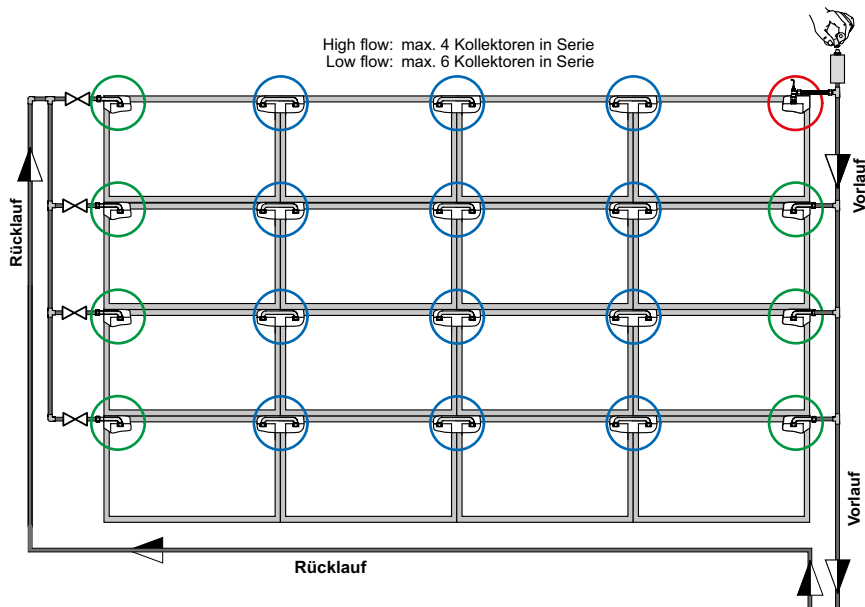 High flow: max. 4 Kollektoren in Serie
Low flow: max. 6 Kollektoren in Serie
Rücklauf
Vorlauf
Vorlauf
Rücklauf